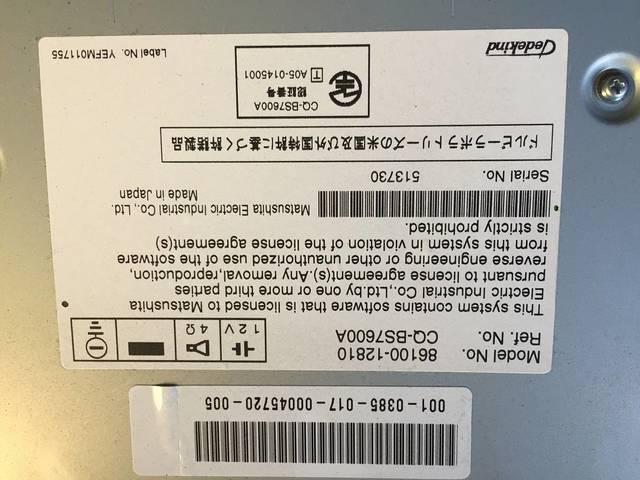 001-0385-017-00045720-005
Model No. 86100-12810
Ref. No. CQ-BS7600A
12V 4Ω
This system contains software that is licensed to Matsushita
Electric Industrial Co.,Ltd.by one or more third parties
pursuant to license agreement(s).Any removal,reproduction,
reverse engineering or other unauthorized use of the software
from this system in violation of the license agreement(s)
is strictly prohibited.
Matsushita Electric Industrial Co., Ltd. Made in Japan
Serial No. 513730
ドルビーラボラトリーズの米国及び外国特許に基づく許諾製品
CQ-BS7600A
認証番号
T A05-0145001
Jedekind
Label No. YEFM011755